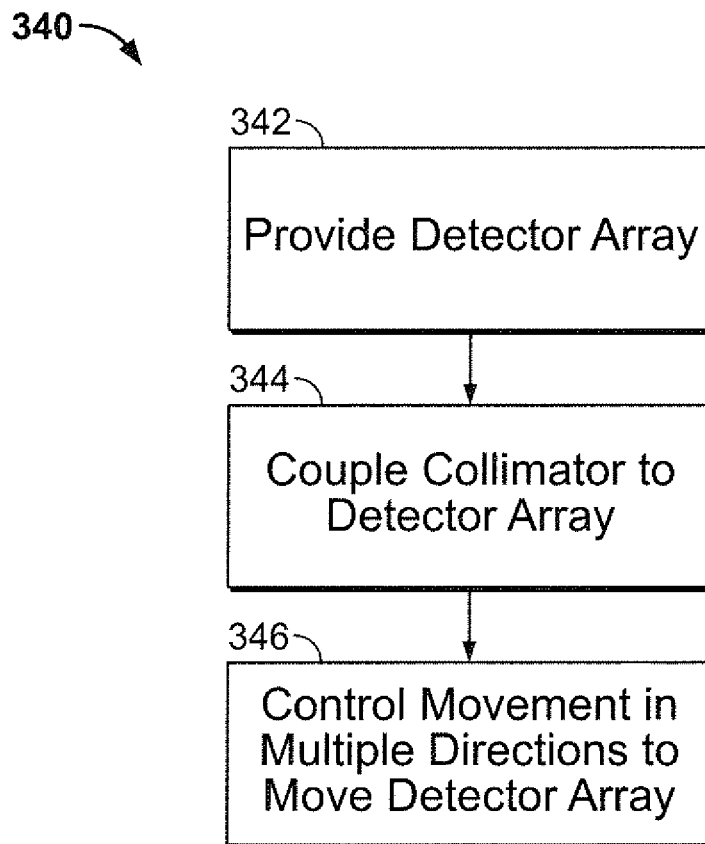 340
342
Provide Detector Array
344
Couple Collimator to
Detector Array
346
Control Movement in
Multiple Directions to
Move Detector Array